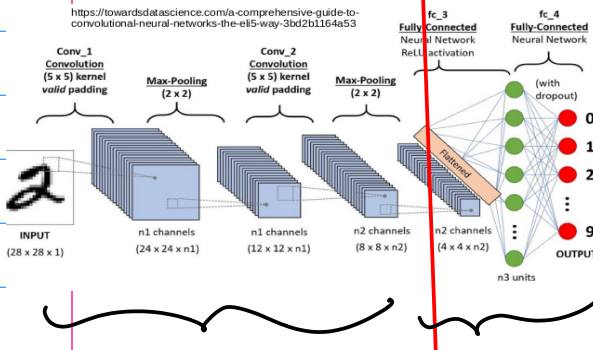 https://towardsdatascience.com/a-comprehensive-guide-to-
convolutional-neural-networks-the-eli5-way-3bd2b1164a53
fc_3
Fully-Connected
Neural Network
ReLU activation
fc_4
Fully-Connected
Neural Network
Conv_1
Convolution
(5 x 5) kernel
valid padding
Max-Pooling
(2 x 2)
Conv_2
Convolution
(5 x 5) kernel
valid padding
Max-Pooling
(2 x 2)
(with
dropout)
Flattened
0
1
2
9
2
INPUT
(28 x 28 x 1)
n1 channels
(24 x 24 x n1)
n1 channels
(12 x 12 x n1)
n2 channels
(8 x 8 x n2)
n2 channels
(4 x 4 x n2)
n3 units
OUTPUT